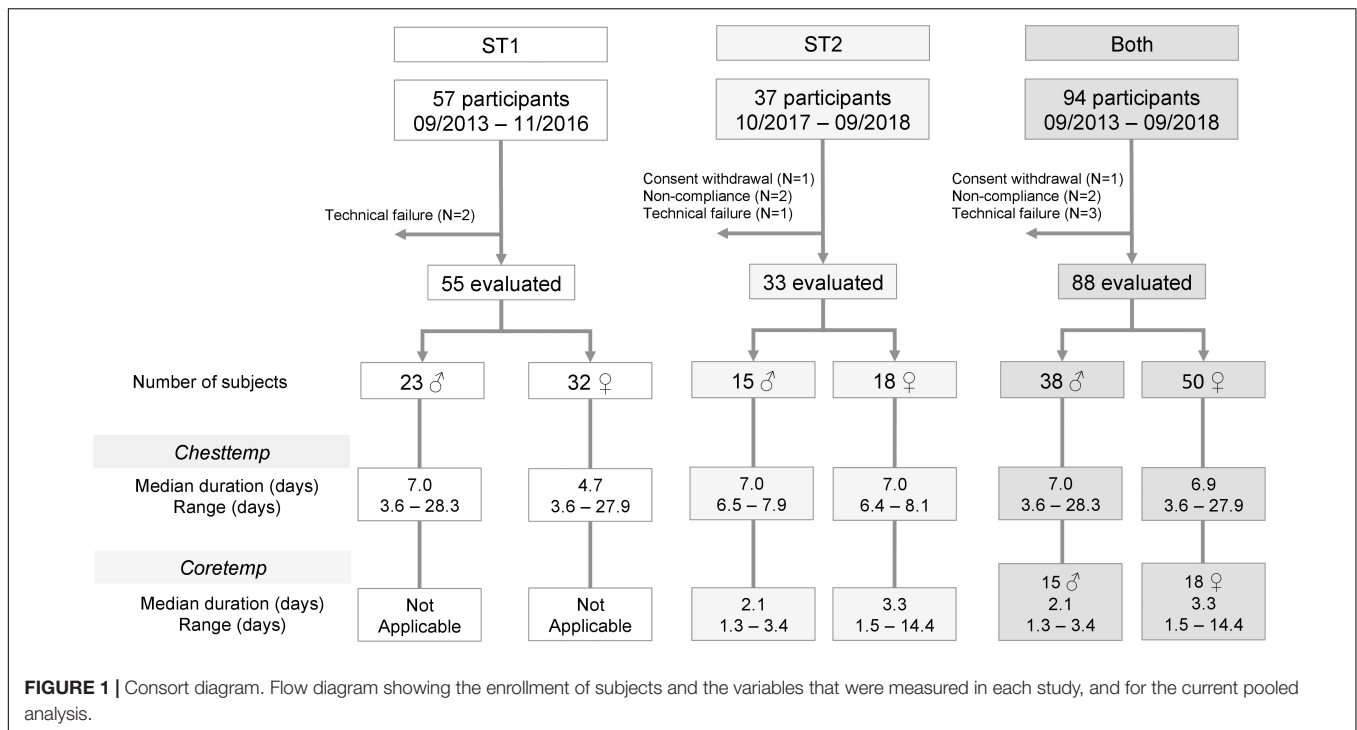 ST1
ST2
Both
57 participants
09/2013 – 11/2016
37 participants
10/2017 – 09/2018
94 participants
09/2013 – 09/2018
Technical failure (N=2)
Consent withdrawal (N=1)
Non-compliance (N=2)
Technical failure (N=1)
Consent withdrawal (N=1)
Non-compliance (N=2)
Technical failure (N=3)
55 evaluated
33 evaluated
88 evaluated
Number of subjects
23 ♂
32 ♀
15 ♂
18 ♀
38 ♂
50 ♀
Chesttemp
Median duration (days)
Range (days)
7.0
3.6 – 28.3
4.7
3.6 – 27.9
7.0
6.5 – 7.9
7.0
6.4 – 8.1
7.0
3.6 – 28.3
6.9
3.6 – 27.9
Coretemp
Median duration (days)
Range (days)
Not
Applicable
Not
Applicable
2.1
1.3 – 3.4
3.3
1.5 – 14.4
15 ♂
2.1
1.3 – 3.4
18 ♀
3.3
1.5 – 14.4
FIGURE 1 | Consort diagram. Flow diagram showing the enrollment of subjects and the variables that were measured in each study, and for the current pooled
analysis.